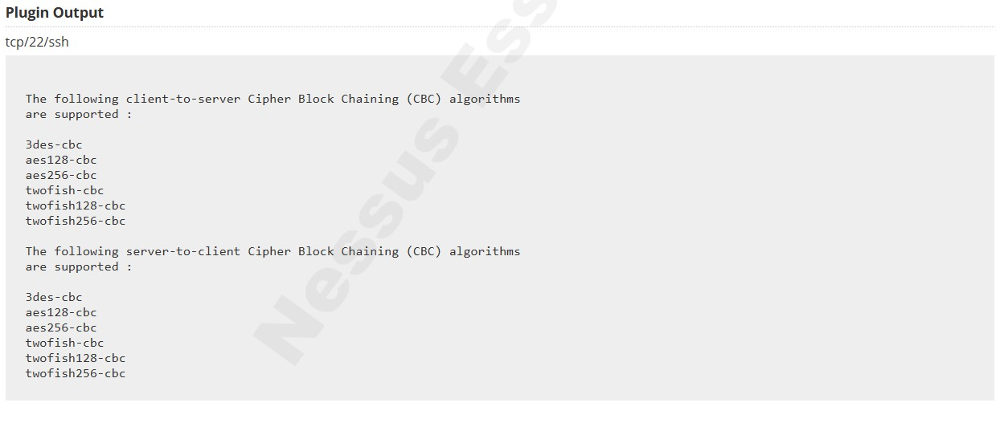 Plugin Output
tcp/22/ssh
The following client-to-server Cipher Block Chaining (CBC) algorithms
are supported :
3des-cbc
aes128-cbc
aes256-cbc
twofish-cbc
twofish128-cbc
twofish256-cbc
The following server-to-client Cipher Block Chaining (CBC) algorithms
are supported :
3des-cbc
aes128-cbc
aes256-cbc
twofish-cbc
twofish128-cbc
twofish256-cbc
Nessus Ess